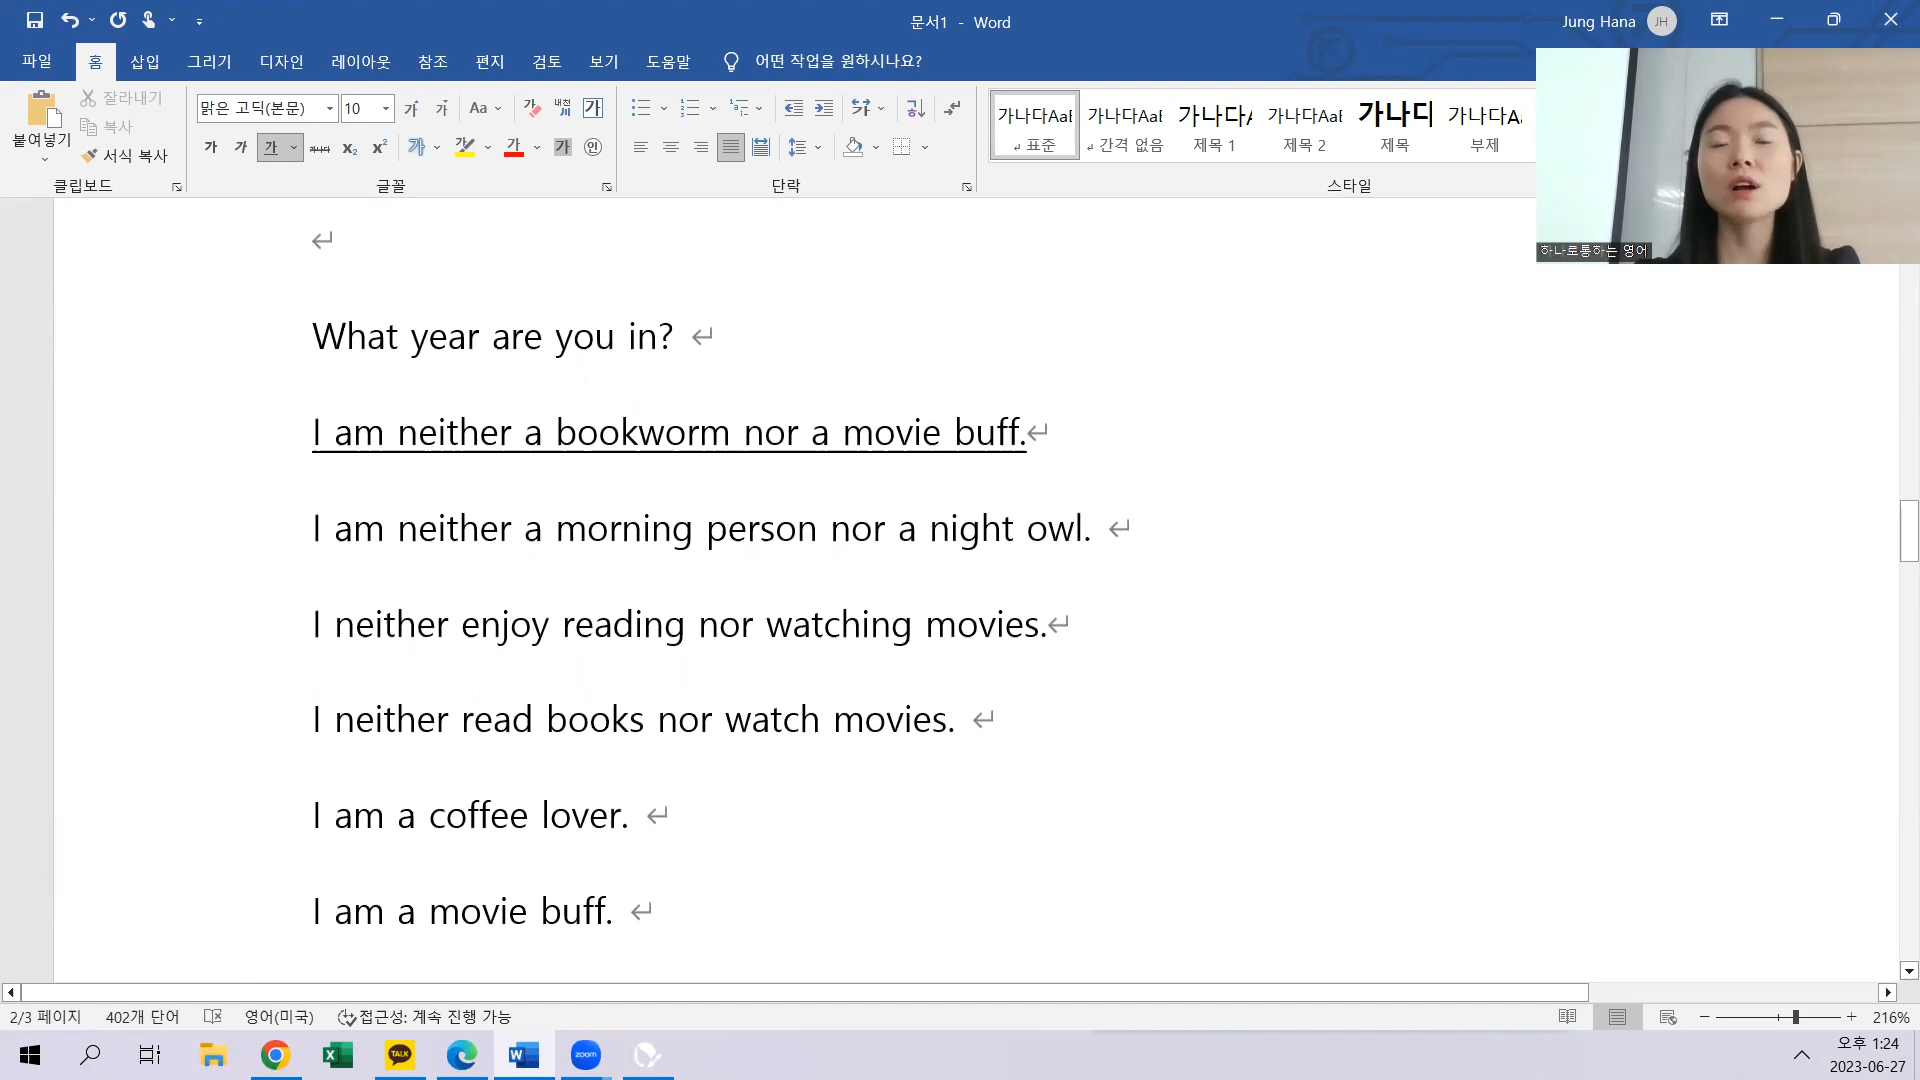 문서1 - Word
Jung Hana JH
파일 홈 삽입 그리기 디자인 레이아웃 참조 편지 검토 보기 도움말 어떤 작업을 원하시나요?
붙여넣기
잘라내기
복사
서식 복사
클립보드
맑은 고딕(본문) 10
글꼴
단락
가나다AaB 표준
가나다AaB 간격 없음
가나다A 제목 1
가나다AaB 제목 2
가나다 제목
가나다Aa 부제
스타일
하나로통하는 영어
What year are you in?
I am neither a bookworm nor a movie buff.
I am neither a morning person nor a night owl.
I neither enjoy reading nor watching movies.
I neither read books nor watch movies.
I am a coffee lover.
I am a movie buff.
2/3 페이지 402개 단어 영어(미국) 접근성: 계속 진행 가능 216%
TALK zoom
오후 1:24
2023-06-27